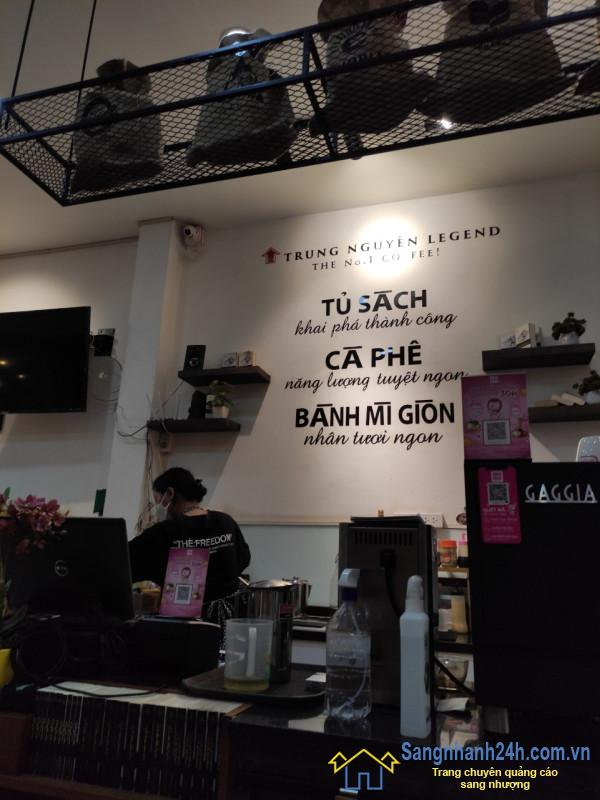 TRUNG NGUYÊN LEGEND
THE No.1 COFFEE!
TỦ SÁCH
khai phá thành công
CÀ PHÊ
năng lượng tuyệt ngon
BÁNH MÌ GIÒN
nhân tươi ngon
GAGGIA
"THE:FREEDOM
Sangnhanh24h.com.vn
Trang chuyên quảng cáo
sang nhượng